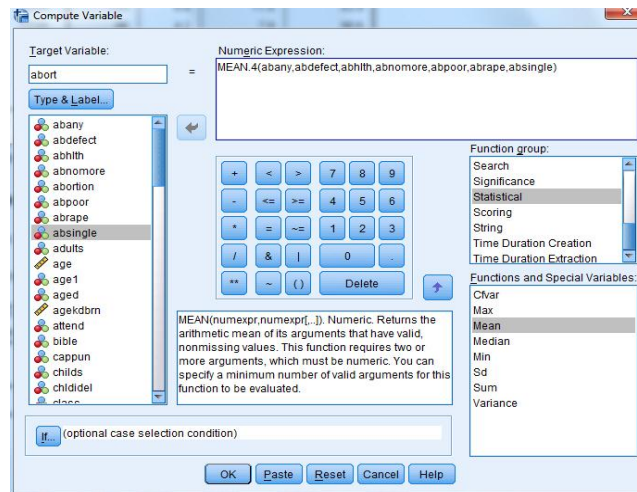 Compute Variable
Target Variable:
abort
=
Numeric Expression:
MEAN.4(abany,abdefect,abhlth,abnomore,abpoor,abrape,absingle)
Type & Label...
abany
abdefect
abhlth
abnomore
abortion
abpoor
abrape
absingle
adults
age
age1
aged
agekdbrn
attend
bible
cappun
childs
chldidel
class
+ < > 7 8 9
- <= >= 4 5 6
* = ~= 1 2 3
/ & | 0 .
** ~ () Delete
MEAN(numexpr,numexpr[,..]). Numeric. Returns the
arithmetic mean of its arguments that have valid,
nonmissing values. This function requires two or
more arguments, which must be numeric. You can
specify a minimum number of valid arguments for this
function to be evaluated.
Function group:
Search
Significance
Statistical
Scoring
String
Time Duration Creation
Time Duration Extraction
Functions and Special Variables:
Cfvar
Max
Mean
Median
Min
Sd
Sum
Variance
If... (optional case selection condition)
OK Paste Reset Cancel Help